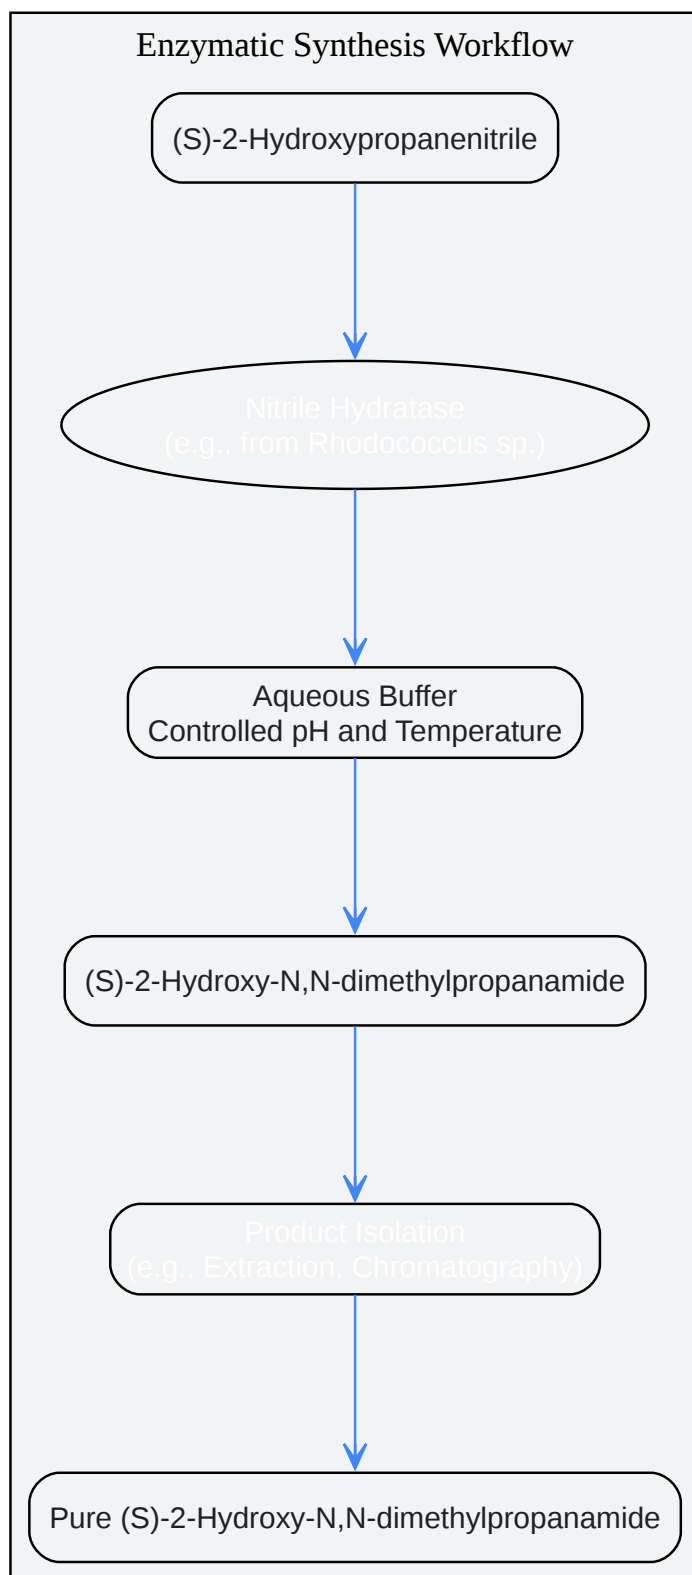 Enzymatic Synthesis Workflow
(S)-2-Hydroxypropanenitrile
Nitrile Hydratase
(e.g., from Rhodococcus sp.)
Aqueous Buffer
Controlled pH and Temperature
(S)-2-Hydroxy-N,N-dimethylpropanamide
Product Isolation
(e.g., Extraction, Chromatography)
Pure (S)-2-Hydroxy-N,N-dimethylpropanamide